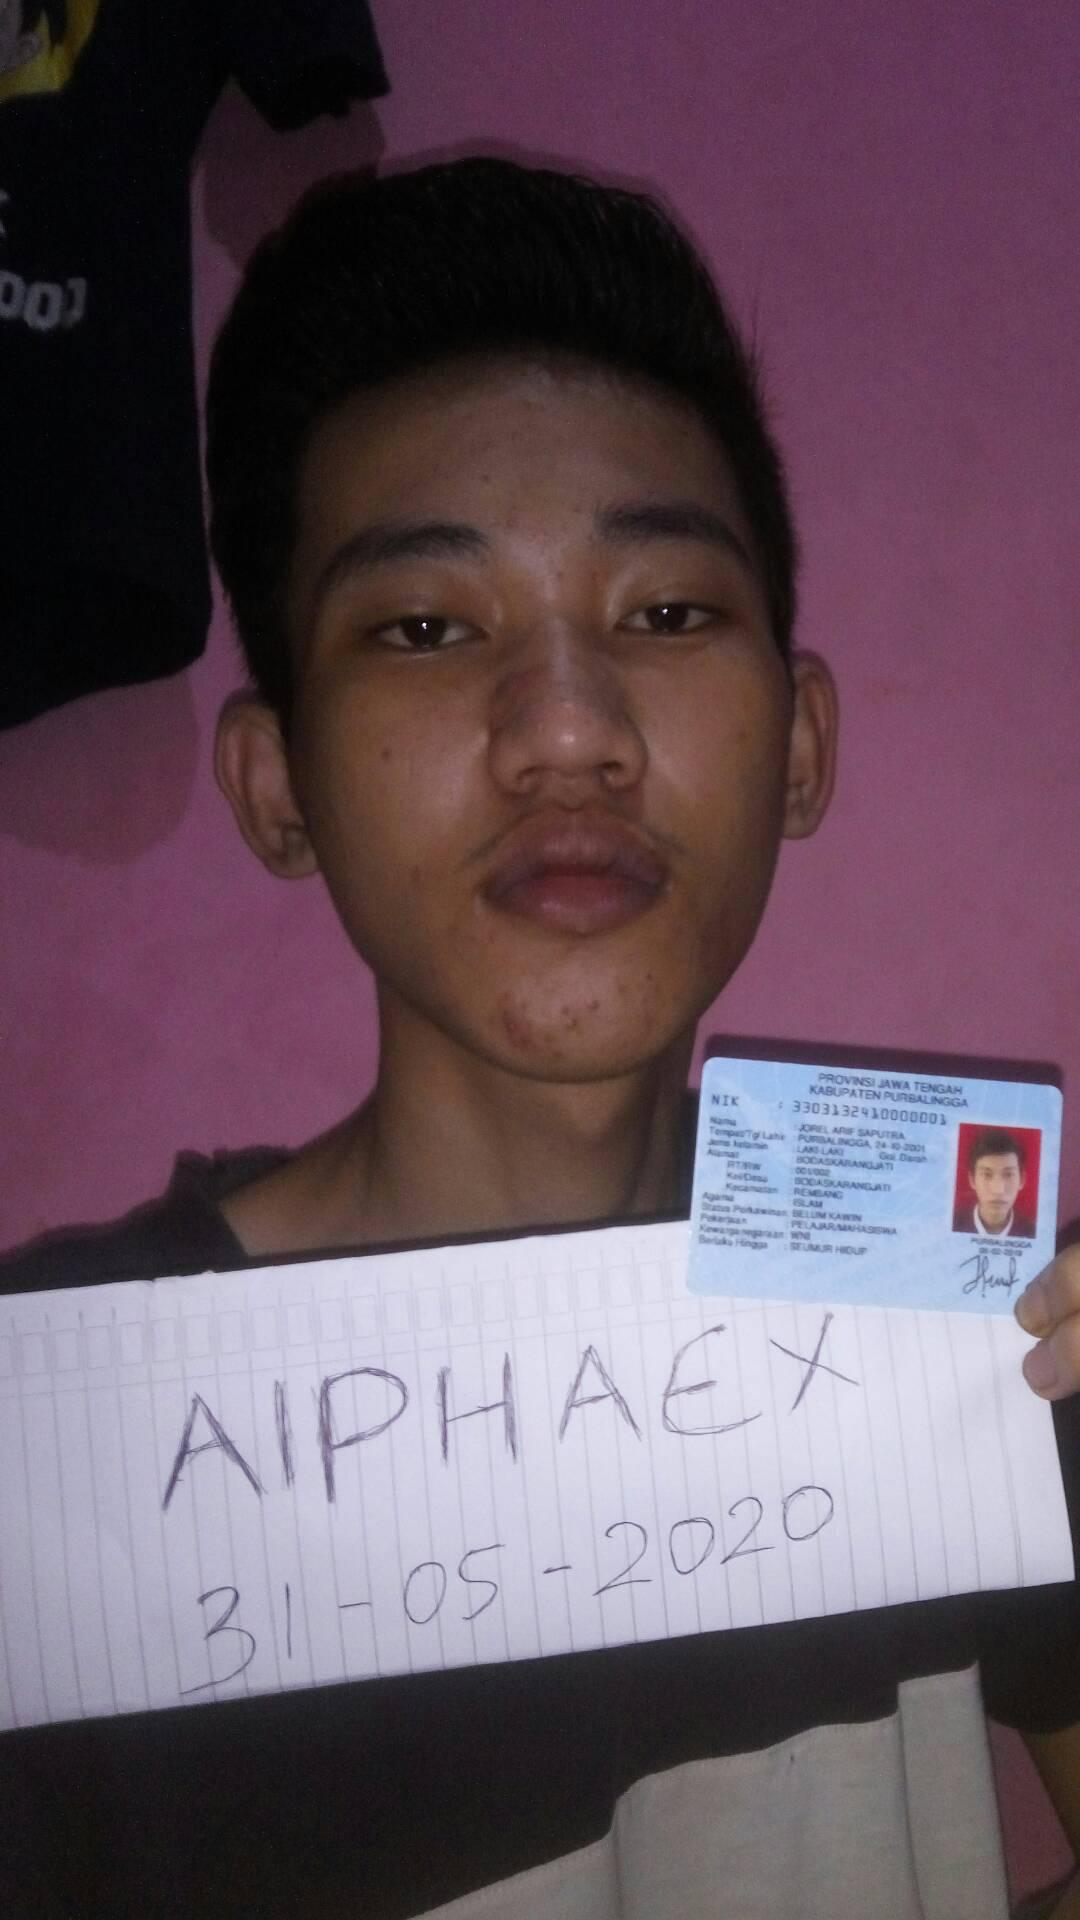 OO]
PROVINSI JAWA TENGAH
KABUPATEN PURBALINGGA
NIK : 3303132410000001
Nama : JOREL ARIF SAPUTRA
Tempat/Tgl Lahir : PURBALINGGA, 24-10-2001
Jenis kelamin : LAKI-LAKI Gol. Darah :
Alamat : BODASKARANGJATI
RT/RW : 001/002
Kel/Desa : BODASKARANGJATI
Kecamatan : REMBANG
Agama : ISLAM
Status Perkawinan: BELUM KAWIN
Pekerjaan : PELAJAR/MAHASISWA
Kewarganegaraan: WNI
Berlaku Hingga : SEUMUR HIDUP
PURBALINGGA
AIPHAEX
31-05-2020